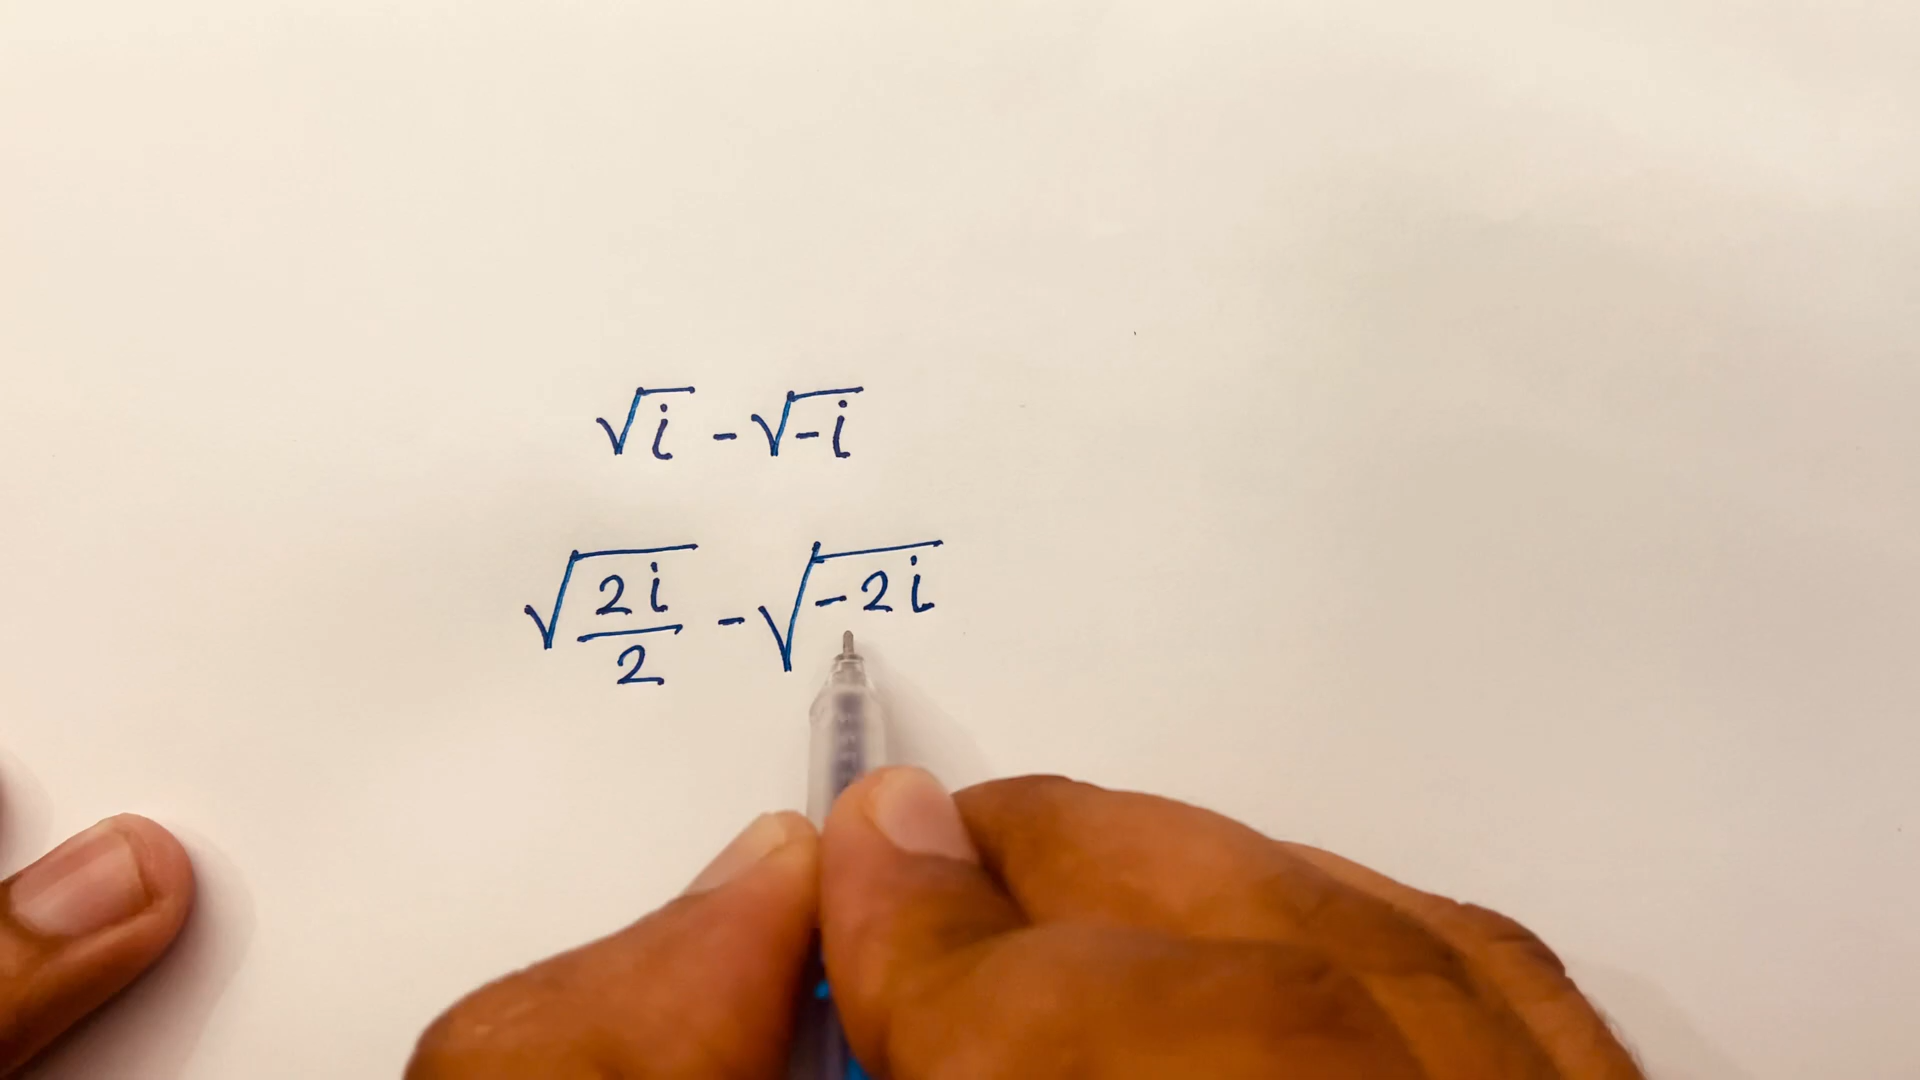 √i - √-i
√(2i/2) - √-2i